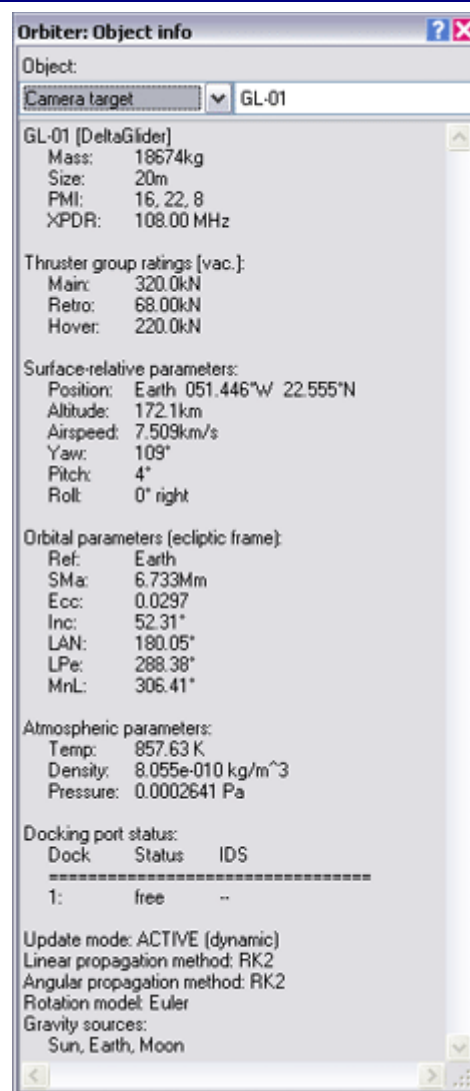 Orbiter: Object info
Object:
Camera target GL-01
GL-01 [DeltaGlider]
Mass: 18674kg
Size: 20m
PMI: 16, 22, 8
XPDR: 108.00 MHz
Thruster group ratings [vac.]:
Main: 320.0kN
Retro: 68.00kN
Hover: 220.0kN
Surface-relative parameters:
Position: Earth 051.446°W 22.555°N
Altitude: 172.1km
Airspeed: 7.509km/s
Yaw: 109°
Pitch: 4°
Roll: 0° right
Orbital parameters (ecliptic frame):
Ref: Earth
SMa: 6.733Mm
Ecc: 0.0297
Inc: 52.31°
LAN: 180.05°
LPe: 288.38°
MnL: 306.41°
Atmospheric parameters:
Temp: 857.63 K
Density: 8.055e-010 kg/m^3
Pressure: 0.0002641 Pa
Docking port status:
Dock Status IDS
==================================
1: free --
Update mode: ACTIVE (dynamic)
Linear propagation method: RK2
Angular propagation method: RK2
Rotation model: Euler
Gravity sources:
Sun, Earth, Moon